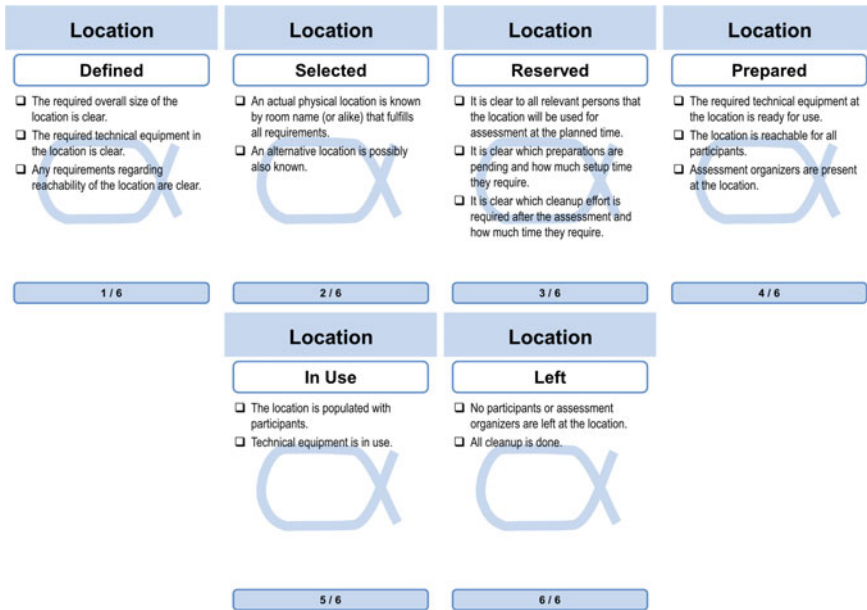 Location
Defined
❑ The required overall size of the
location is clear.
❑ The required technical equipment in
the location is clear.
❑ Any requirements regarding
reachability of the location are clear.
1 / 6
Location
Selected
❑ An actual physical location is known
by room name (or alike) that fulfills
all requirements.
❑ An alternative location is possibly
also known.
2 / 6
Location
Reserved
❑ It is clear to all relevant persons that
the location will be used for
assessment at the planned time.
❑ It is clear which preparations are
pending and how much setup time
they require.
❑ It is clear which cleanup effort is
required after the assessment and
how much time they require.
3 / 6
Location
Prepared
❑ The required technical equipment at
the location is ready for use.
❑ The location is reachable for all
participants.
❑ Assessment organizers are present
at the location.
4 / 6
Location
In Use
❑ The location is populated with
participants.
❑ Technical equipment is in use.
5 / 6
Location
Left
❑ No participants or assessment
organizers are left at the location.
❑ All cleanup is done.
6 / 6